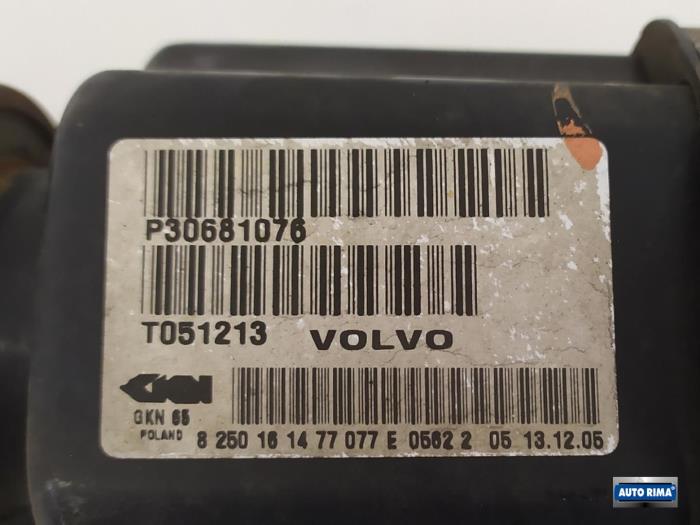 P30681076
T051213 VOLVO
GKN
GKN 65
POLAND
8 250 16 14 77 077 E 0562 2 05 13.12.05
AUTO RIMA